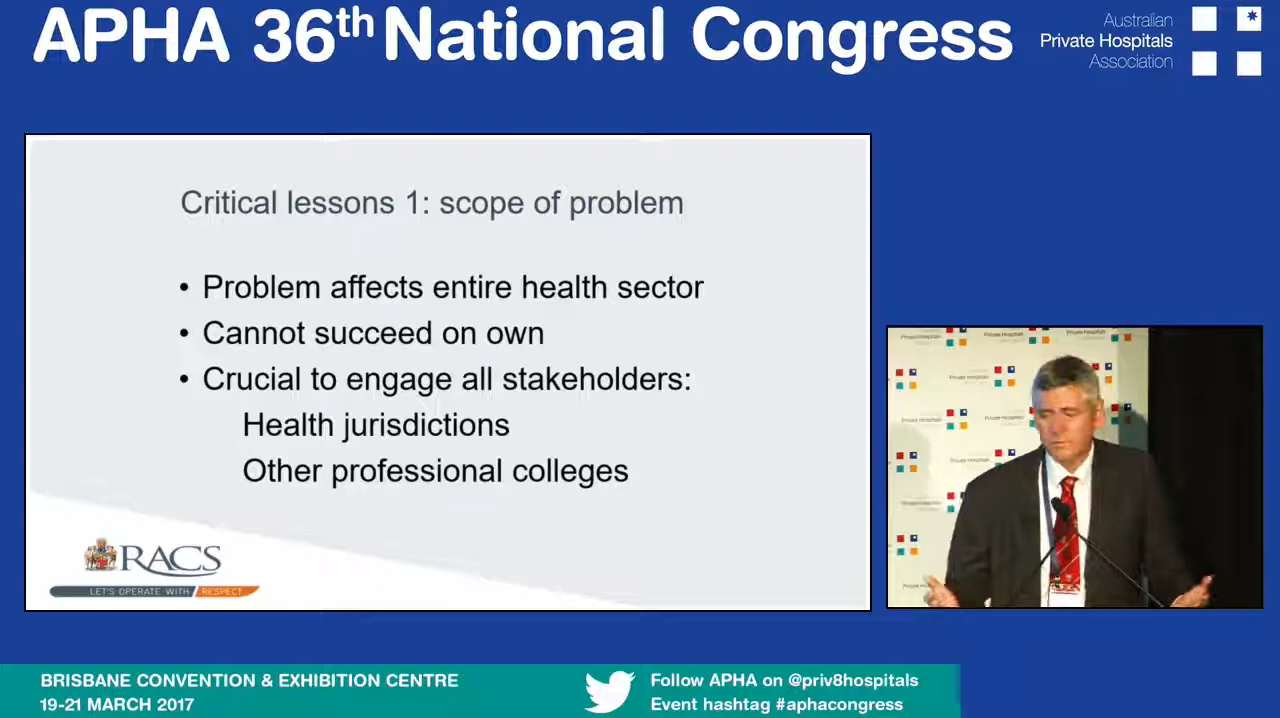 APHA 36th National Congress
Australian
Private Hospitals
Association
Critical lessons 1: scope of problem
• Problem affects entire health sector
• Cannot succeed on own
• Crucial to engage all stakeholders:
Health jurisdictions
Other professional colleges
RACS
LET'S OPERATE WITH RESPECT
Private Hospitals
BRISBANE CONVENTION & EXHIBITION CENTRE
19-21 MARCH 2017
Follow APHA on @priv8hospitals
Event hashtag #aphacongress